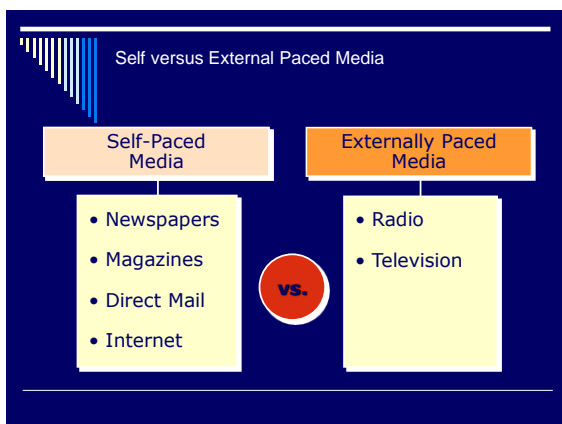 Self versus External Paced Media
Self-Paced
Media
• Newspapers
• Magazines
• Direct Mail
• Internet
vs.
Externally Paced
Media
• Radio
• Television